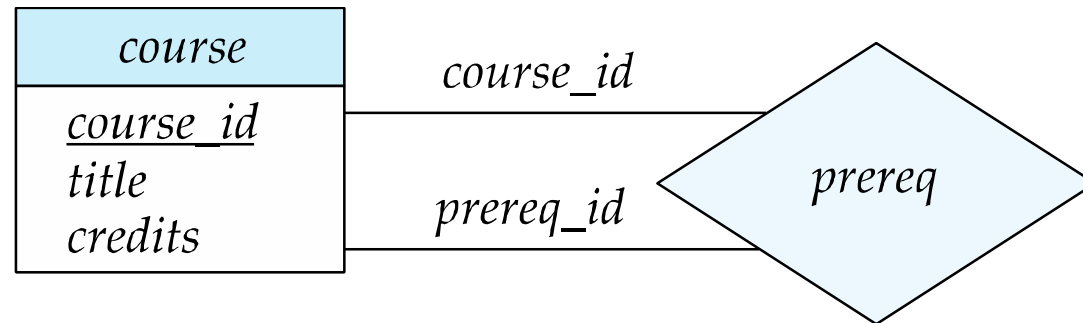 course
course_id
title
credits
course_id
prereq_id
prereq